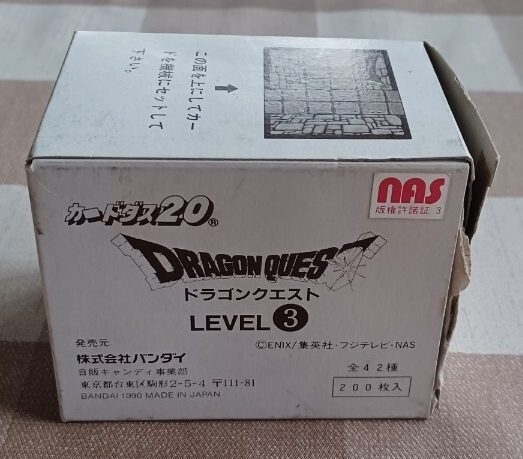 この面を上にしてカー
ドを機械にセットして
下さい。
カードダス20®
nas
版権許諾証 3
DRAGON QUEST
ドラゴンクエスト
LEVEL 3
©ENIX/集英社・フジテレビ・NAS
発売元
株式会社バンダイ
自販キャンディ事業部
東京都台東区駒形2-5-4 〒111-81
BANDAI 1990 MADE IN JAPAN
全42種
200枚入